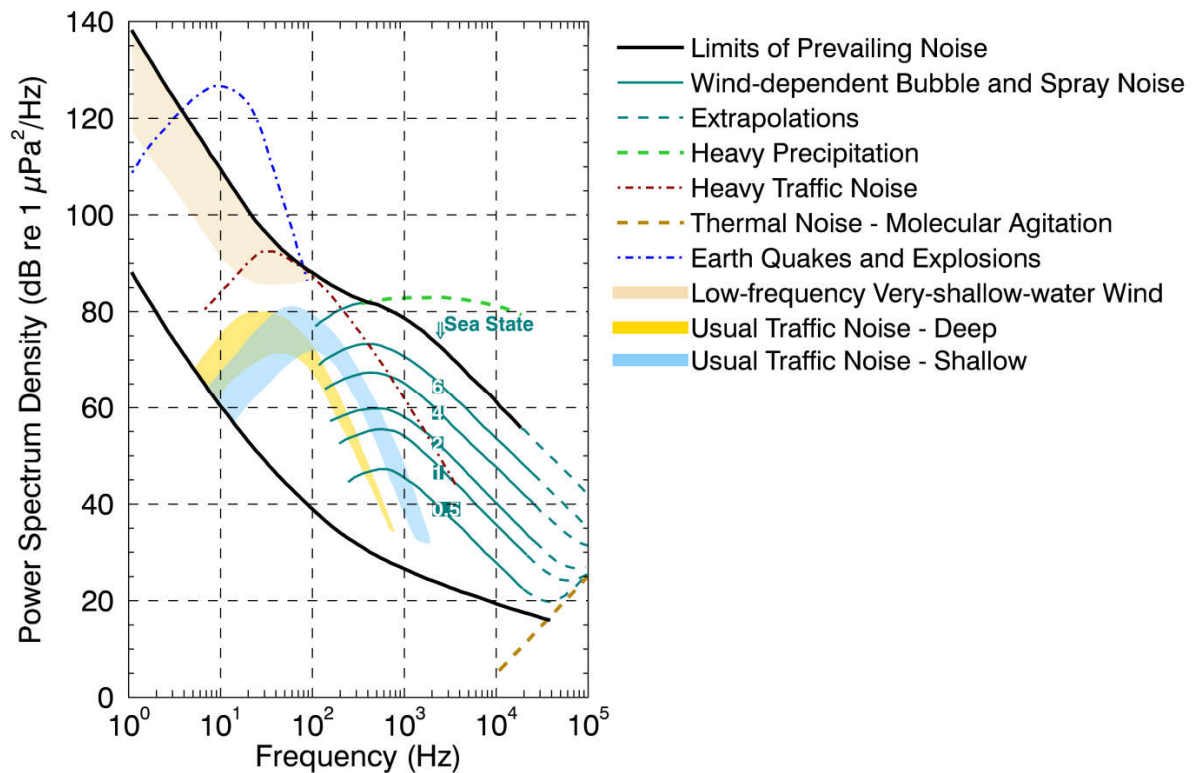 140
120
100
80
60
40
20
0
10⁰ 10¹ 10² 10³ 10⁴ 10⁵
Frequency (Hz)
Power Spectrum Density (dB re 1 µPa²/Hz)
⇓Sea State
6
4
2
1
0.5
Limits of Prevailing Noise
Wind-dependent Bubble and Spray Noise
Extrapolations
Heavy Precipitation
Heavy Traffic Noise
Thermal Noise - Molecular Agitation
Earth Quakes and Explosions
Low-frequency Very-shallow-water Wind
Usual Traffic Noise - Deep
Usual Traffic Noise - Shallow